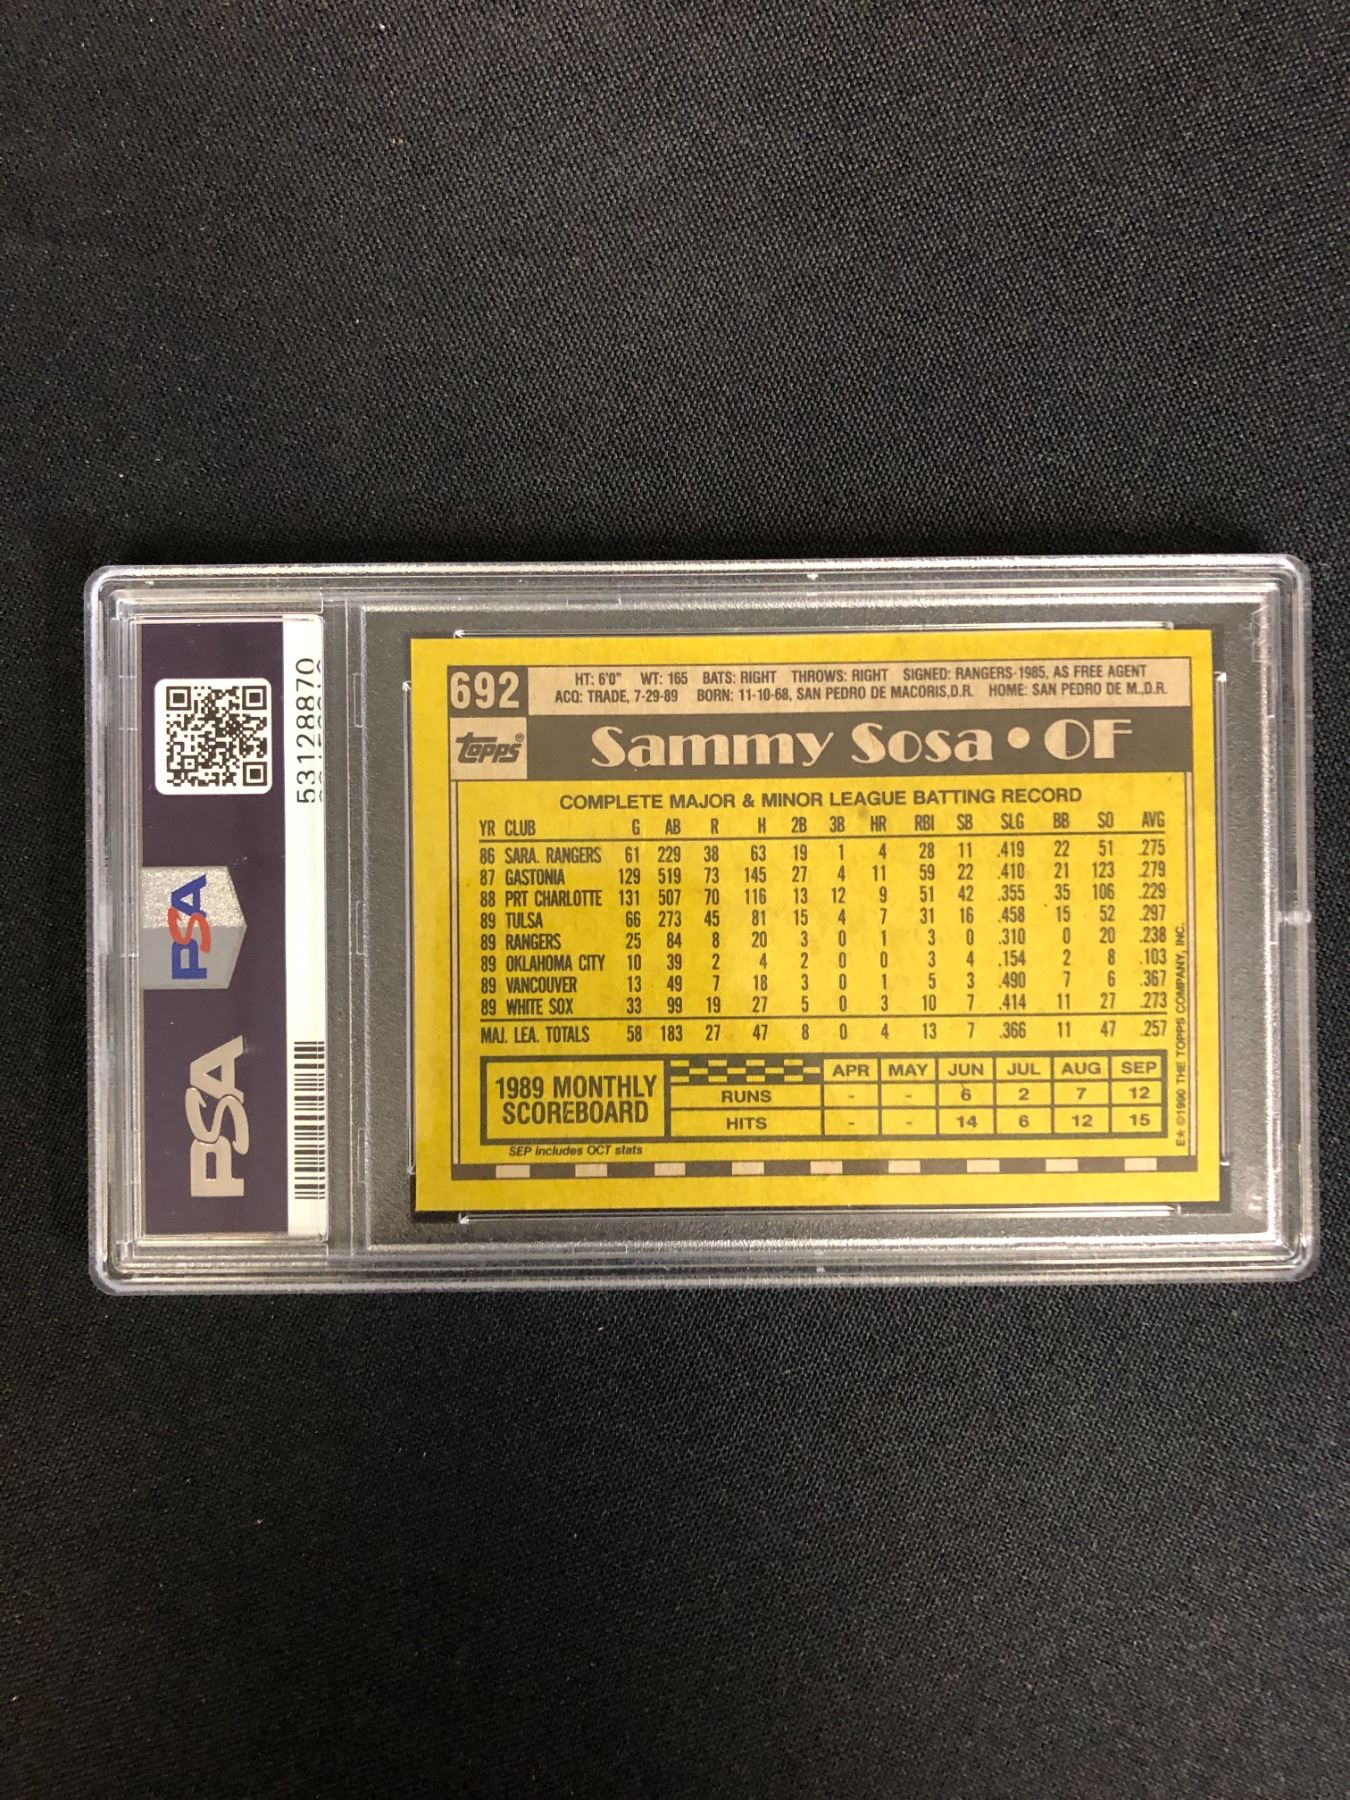 53128870
PSA
PSA
692
HT: 6'0" WT: 165 BATS: RIGHT THROWS: RIGHT SIGNED: RANGERS-1985, AS FREE AGENT
ACQ: TRADE, 7-29-89 BORN: 11-10-68, SAN PEDRO DE MACORIS,D.R. HOME: SAN PEDRO DE M.,D.R.
Topps®
Sammy Sosa • OF
COMPLETE MAJOR & MINOR LEAGUE BATTING RECORD
YR CLUB G AB R H 2B 3B HR RBI SB SLG BB SO AVG
86 SARA. RANGERS 61 229 38 63 19 1 4 28 11 .419 22 51 .275
87 GASTONIA 129 519 73 145 27 4 11 59 22 .410 21 123 .279
88 PRT CHARLOTTE 131 507 70 116 13 12 9 51 42 .355 35 106 .229
89 TULSA 66 273 45 81 15 4 7 31 16 .458 15 52 .297
89 RANGERS 25 84 8 20 3 0 1 3 0 .310 0 20 .238
89 OKLAHOMA CITY 10 39 2 4 2 0 0 3 4 .154 2 8 .103
89 VANCOUVER 13 49 7 18 3 0 1 5 3 .490 7 6 .367
89 WHITE SOX 33 99 19 27 5 0 3 10 7 .414 11 27 .273
MAJ. LEA. TOTALS 58 183 27 47 8 0 4 13 7 .366 11 47 .257
1989 MONTHLY
SCOREBOARD
APR MAY JUN JUL AUG SEP
RUNS - - 6 2 7 12
HITS - - 14 6 12 15
SEP includes OCT stats
E* ©1990 THE TOPPS COMPANY, INC.